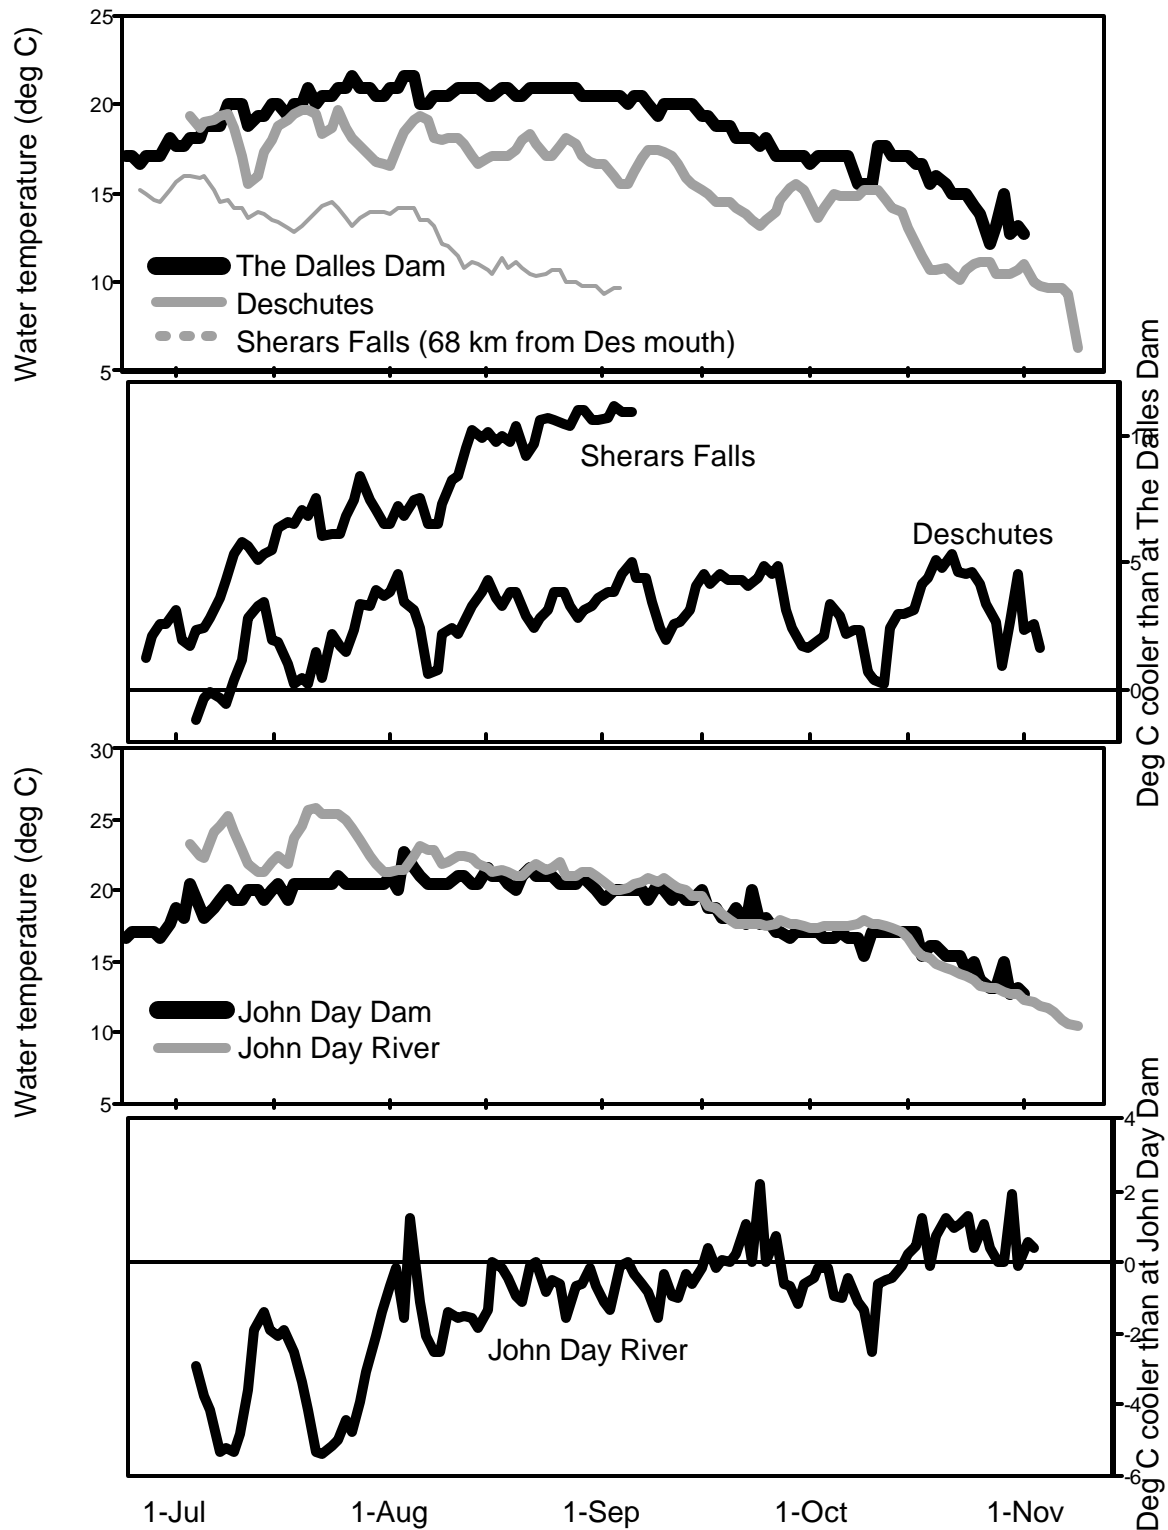 Water temperature (deg C)
25
20
15
10
5
The Dalles Dam
Deschutes
Sherars Falls (68 km from Des mouth)
Deg C cooler than at The Dalles Dam
10
5
0
Sherars Falls
Deschutes
Water temperature (deg C)
30
25
20
15
10
5
John Day Dam
John Day River
Deg C cooler than at John Day Dam
4
2
0
-2
-4
-6
John Day River
1-Jul 1-Aug 1-Sep 1-Oct 1-Nov